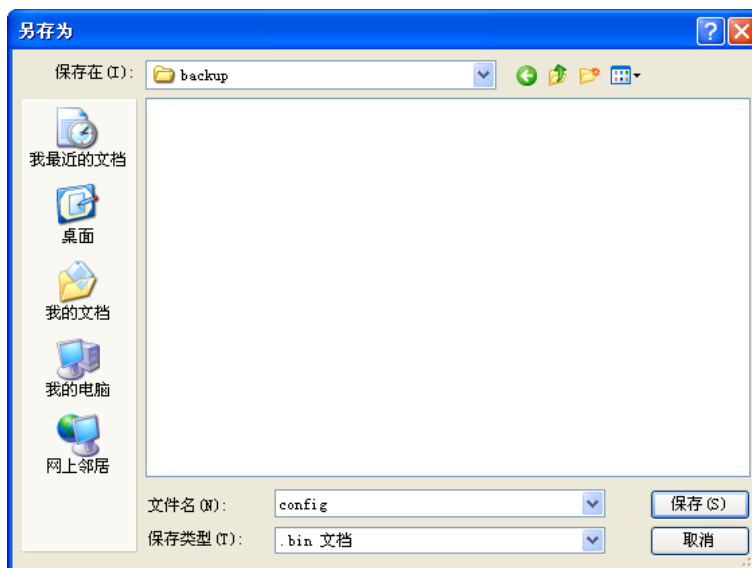 另存为
保存在(I): backup
我最近的文档
桌面
我的文档
我的电脑
网上邻居
文件名(N): config 保存(S)
保存类型(T): .bin 文档 取消